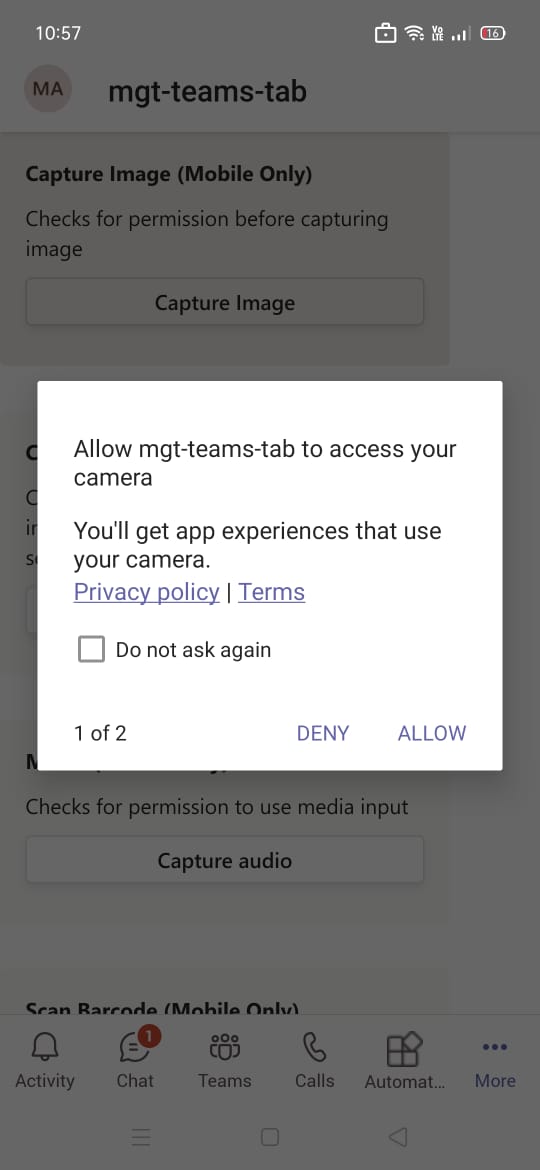 10:57
VO
LTE
16
MA
mgt-teams-tab
Capture Image (Mobile Only)
Checks for permission before capturing
image
Capture Image
Allow mgt-teams-tab to access your
camera
You'll get app experiences that use
your camera.
Privacy policy | Terms
Do not ask again
1 of 2
DENY
ALLOW
Checks for permission to use media input
Capture audio
Scan Barcode (Mobile Only)
1
Activity
Chat
Teams
Calls
Automat...
More